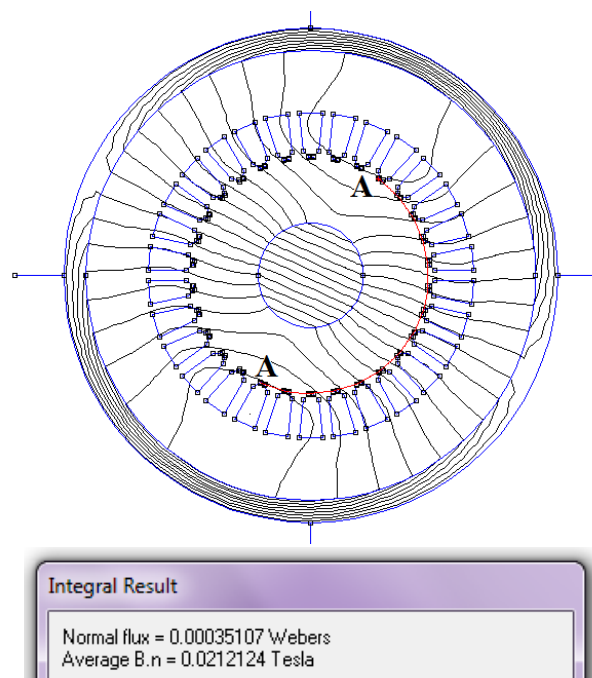 A
A
Integral Result
Normal flux = 0.00035107 Webers
Average B.n = 0.0212124 Tesla